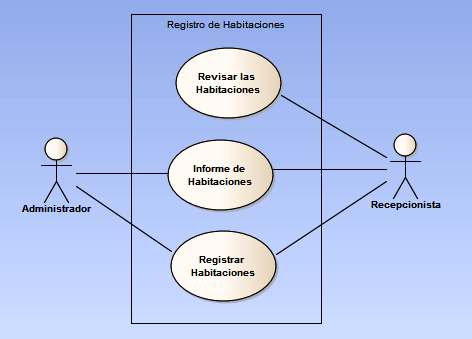 Registro de Habitaciones
Revisar las
Habitaciones
Informe de
Habitaciones
Administrador
Recepcionista
Registrar
Habitaciones